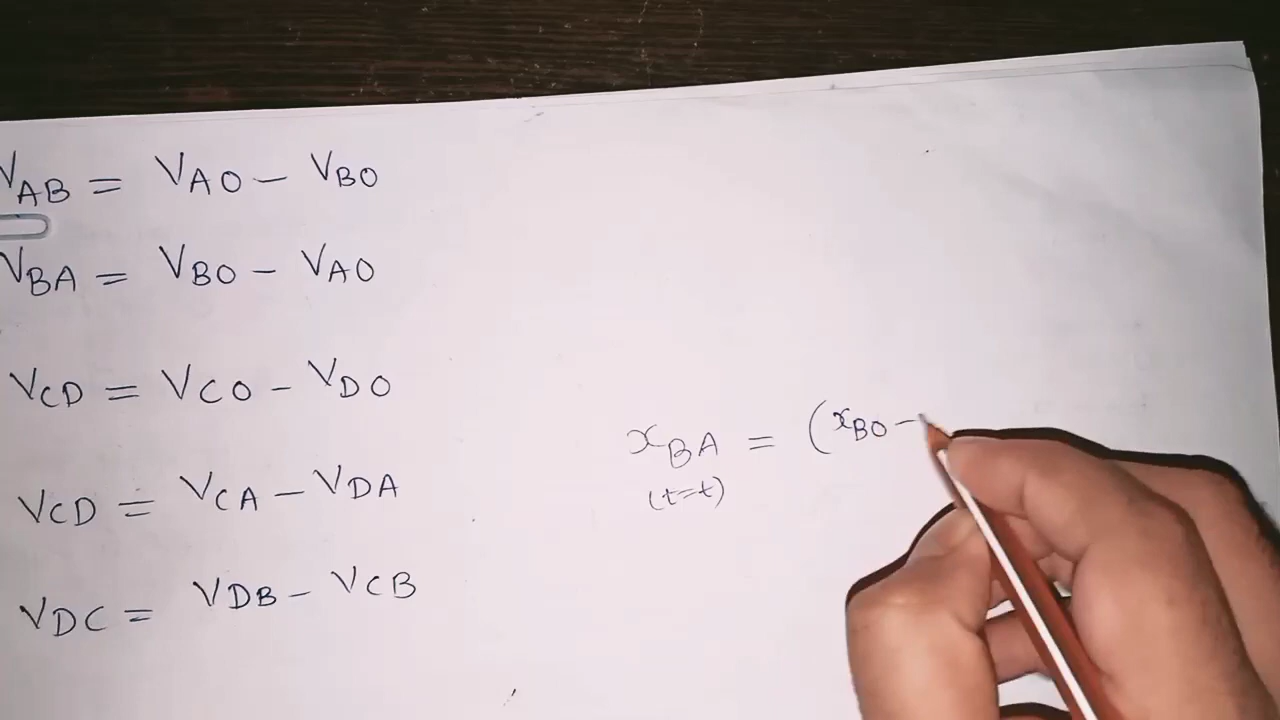 VAB = VAO - VBO
VBA = VBO - VAO
VCD = VCO - VDO
VCD = VCA - VDA
VDC = VDB - VCB
xBA = (xBO -
(t=t)